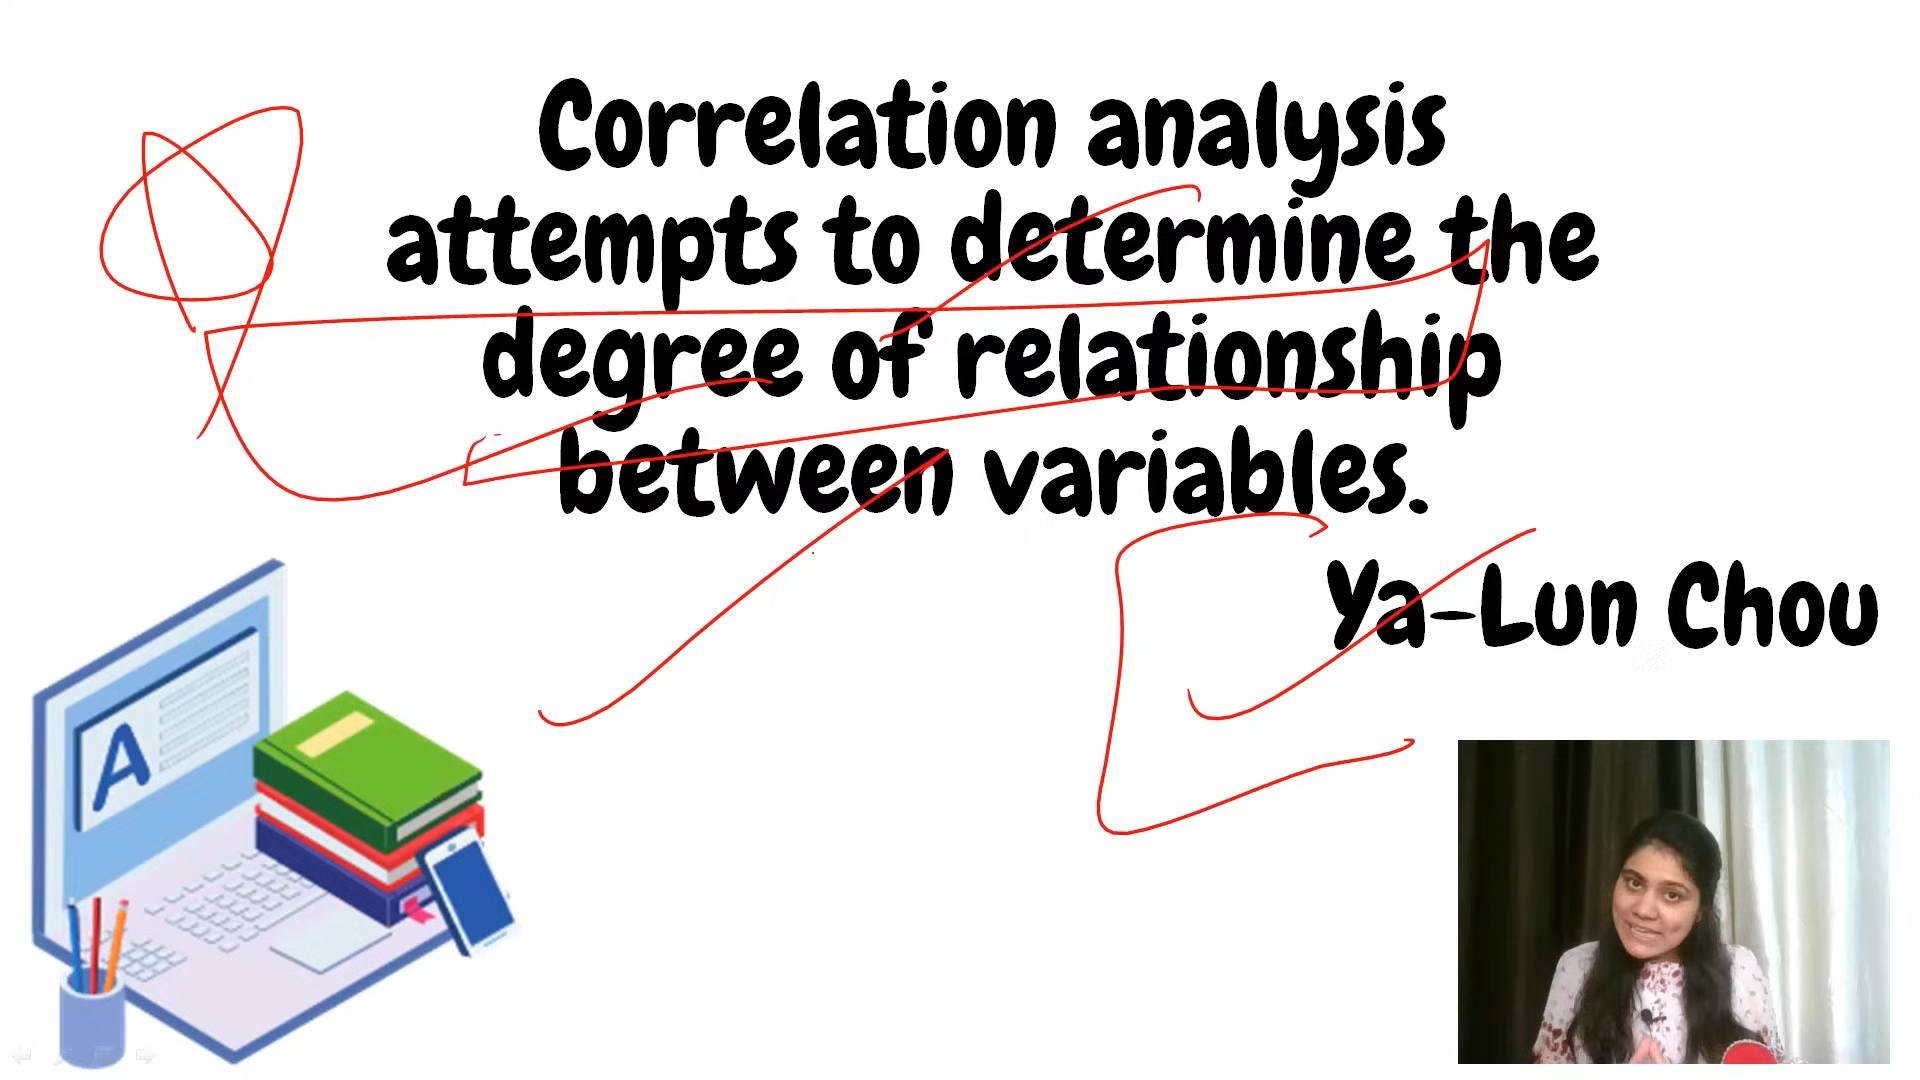 Correlation analysis
attempts to determine the
degree of relationship
between variables.
Ya-Lun Chou
A